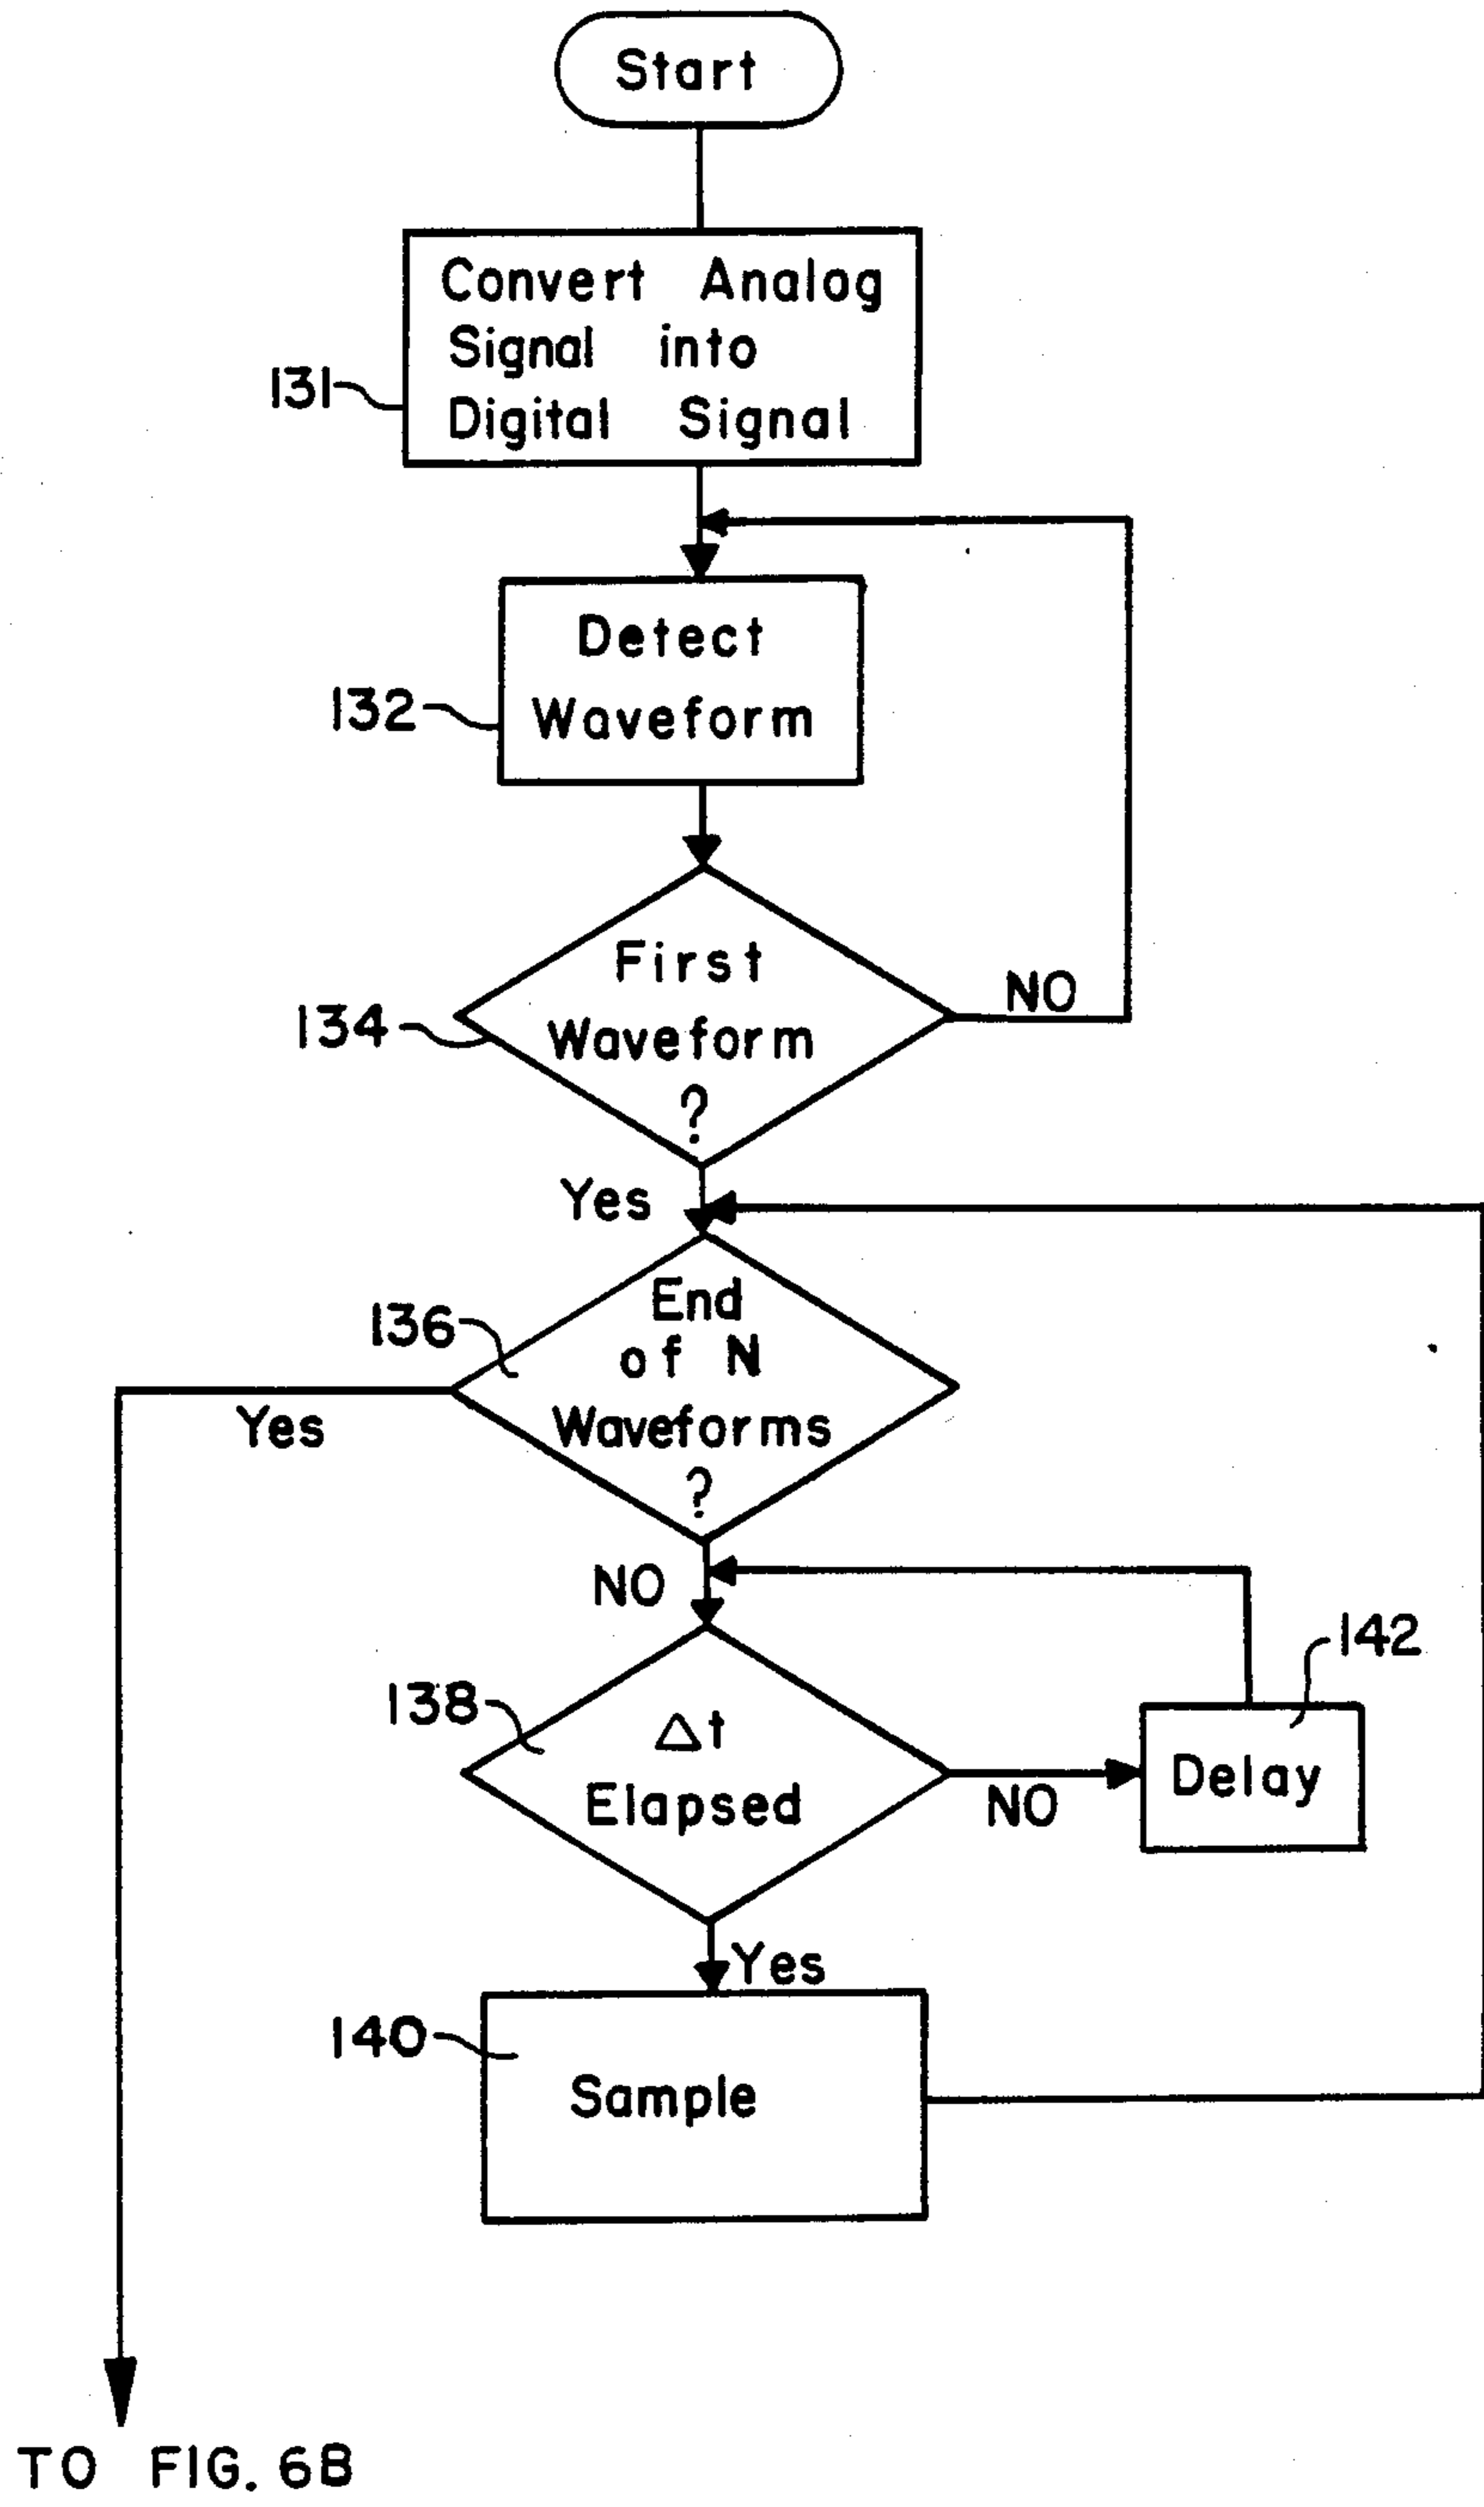 Start
Convert Analog
Signal into
Digital Signal
131
Detect
Waveform
132
First
Waveform
?
134
NO
Yes
End
of N
Waveforms
?
136
Yes
NO
Δt
Elapsed
138
NO
Delay
142
Yes
140
Sample
TO FIG. 6B